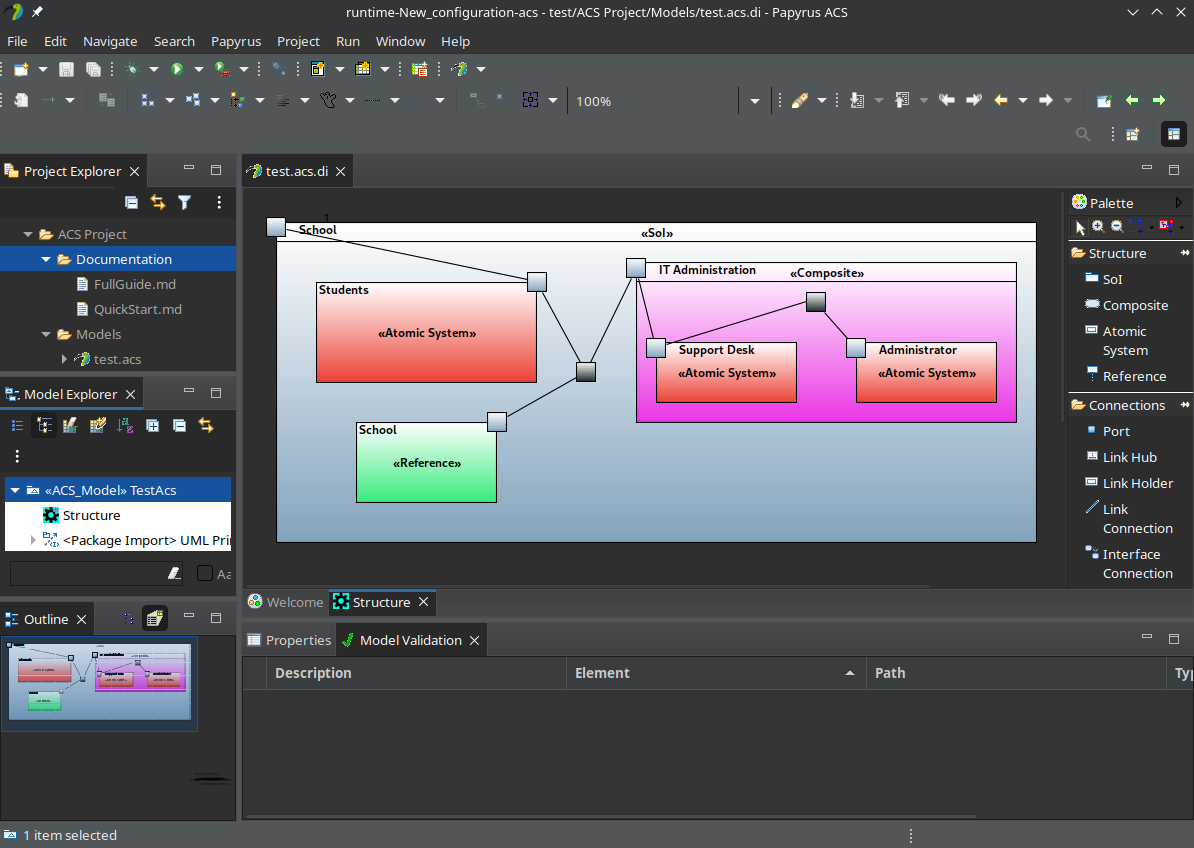 runtime-New_configuration-acs - test/ACS Project/Models/test.acs.di - Papyrus ACS
File Edit Navigate Search Papyrus Project Run Window Help
100%
Project Explorer
ACS Project
Documentation
FullGuide.md
QuickStart.md
Models
test.acs
Model Explorer
«ACS_Model» TestAcs
Structure
<Package Import> UML Pri
Aa
Outline
test.acs.di
1
School
«SoI»
Students
«Atomic System»
IT Administration
«Composite»
Support Desk
«Atomic System»
Administrator
«Atomic System»
School
«Reference»
Palette
Structure
SoI
Composite
Atomic
System
Reference
Connections
Port
Link Hub
Link Holder
Link
Connection
Interface
Connection
Welcome
Structure
Properties
Model Validation
Description Element Path Typ
1 item selected